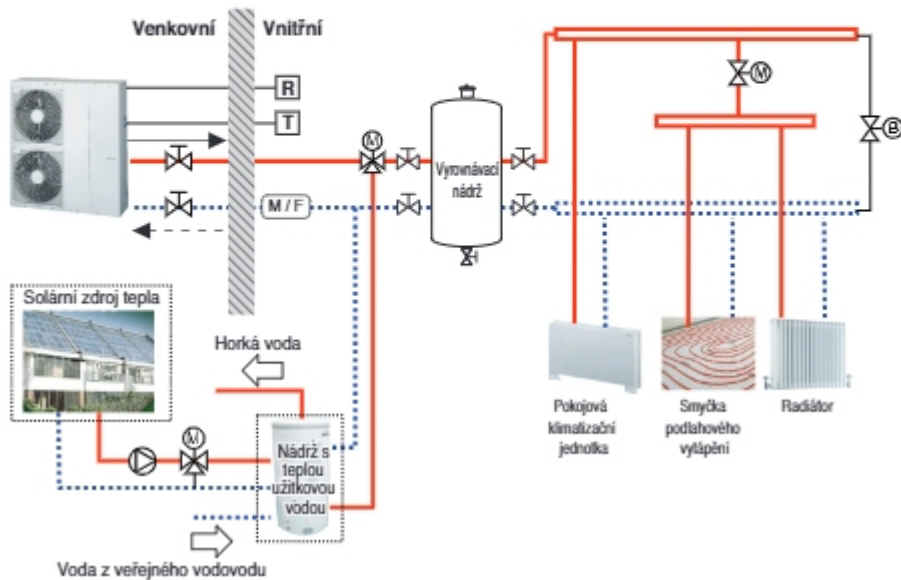 Venkovní
Vnitřní
R
T
M
M / F
Vyrovnávací
nádrž
M
B
Solární zdroj tepla
Horká voda
M
Nádrž s
teplou
užitkovou
vodou
Voda z veřejného vodovodu
Pokojová
klimatizační
jednotka
Smyčka
podlahového
vytápění
Radiátor